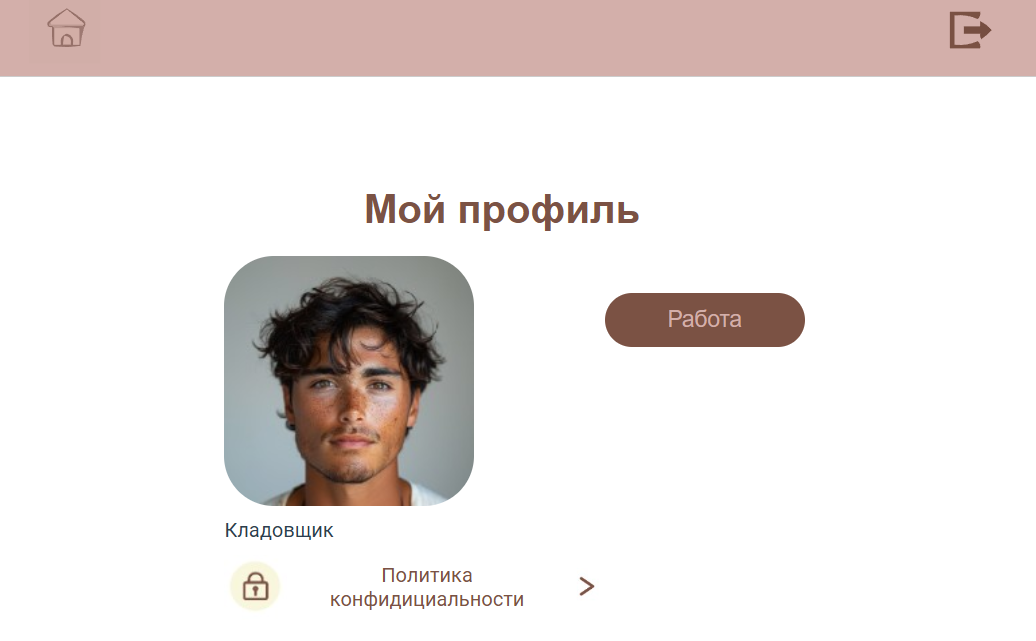 Мой профиль
Работа
Кладовщик
Политика
конфидициальности